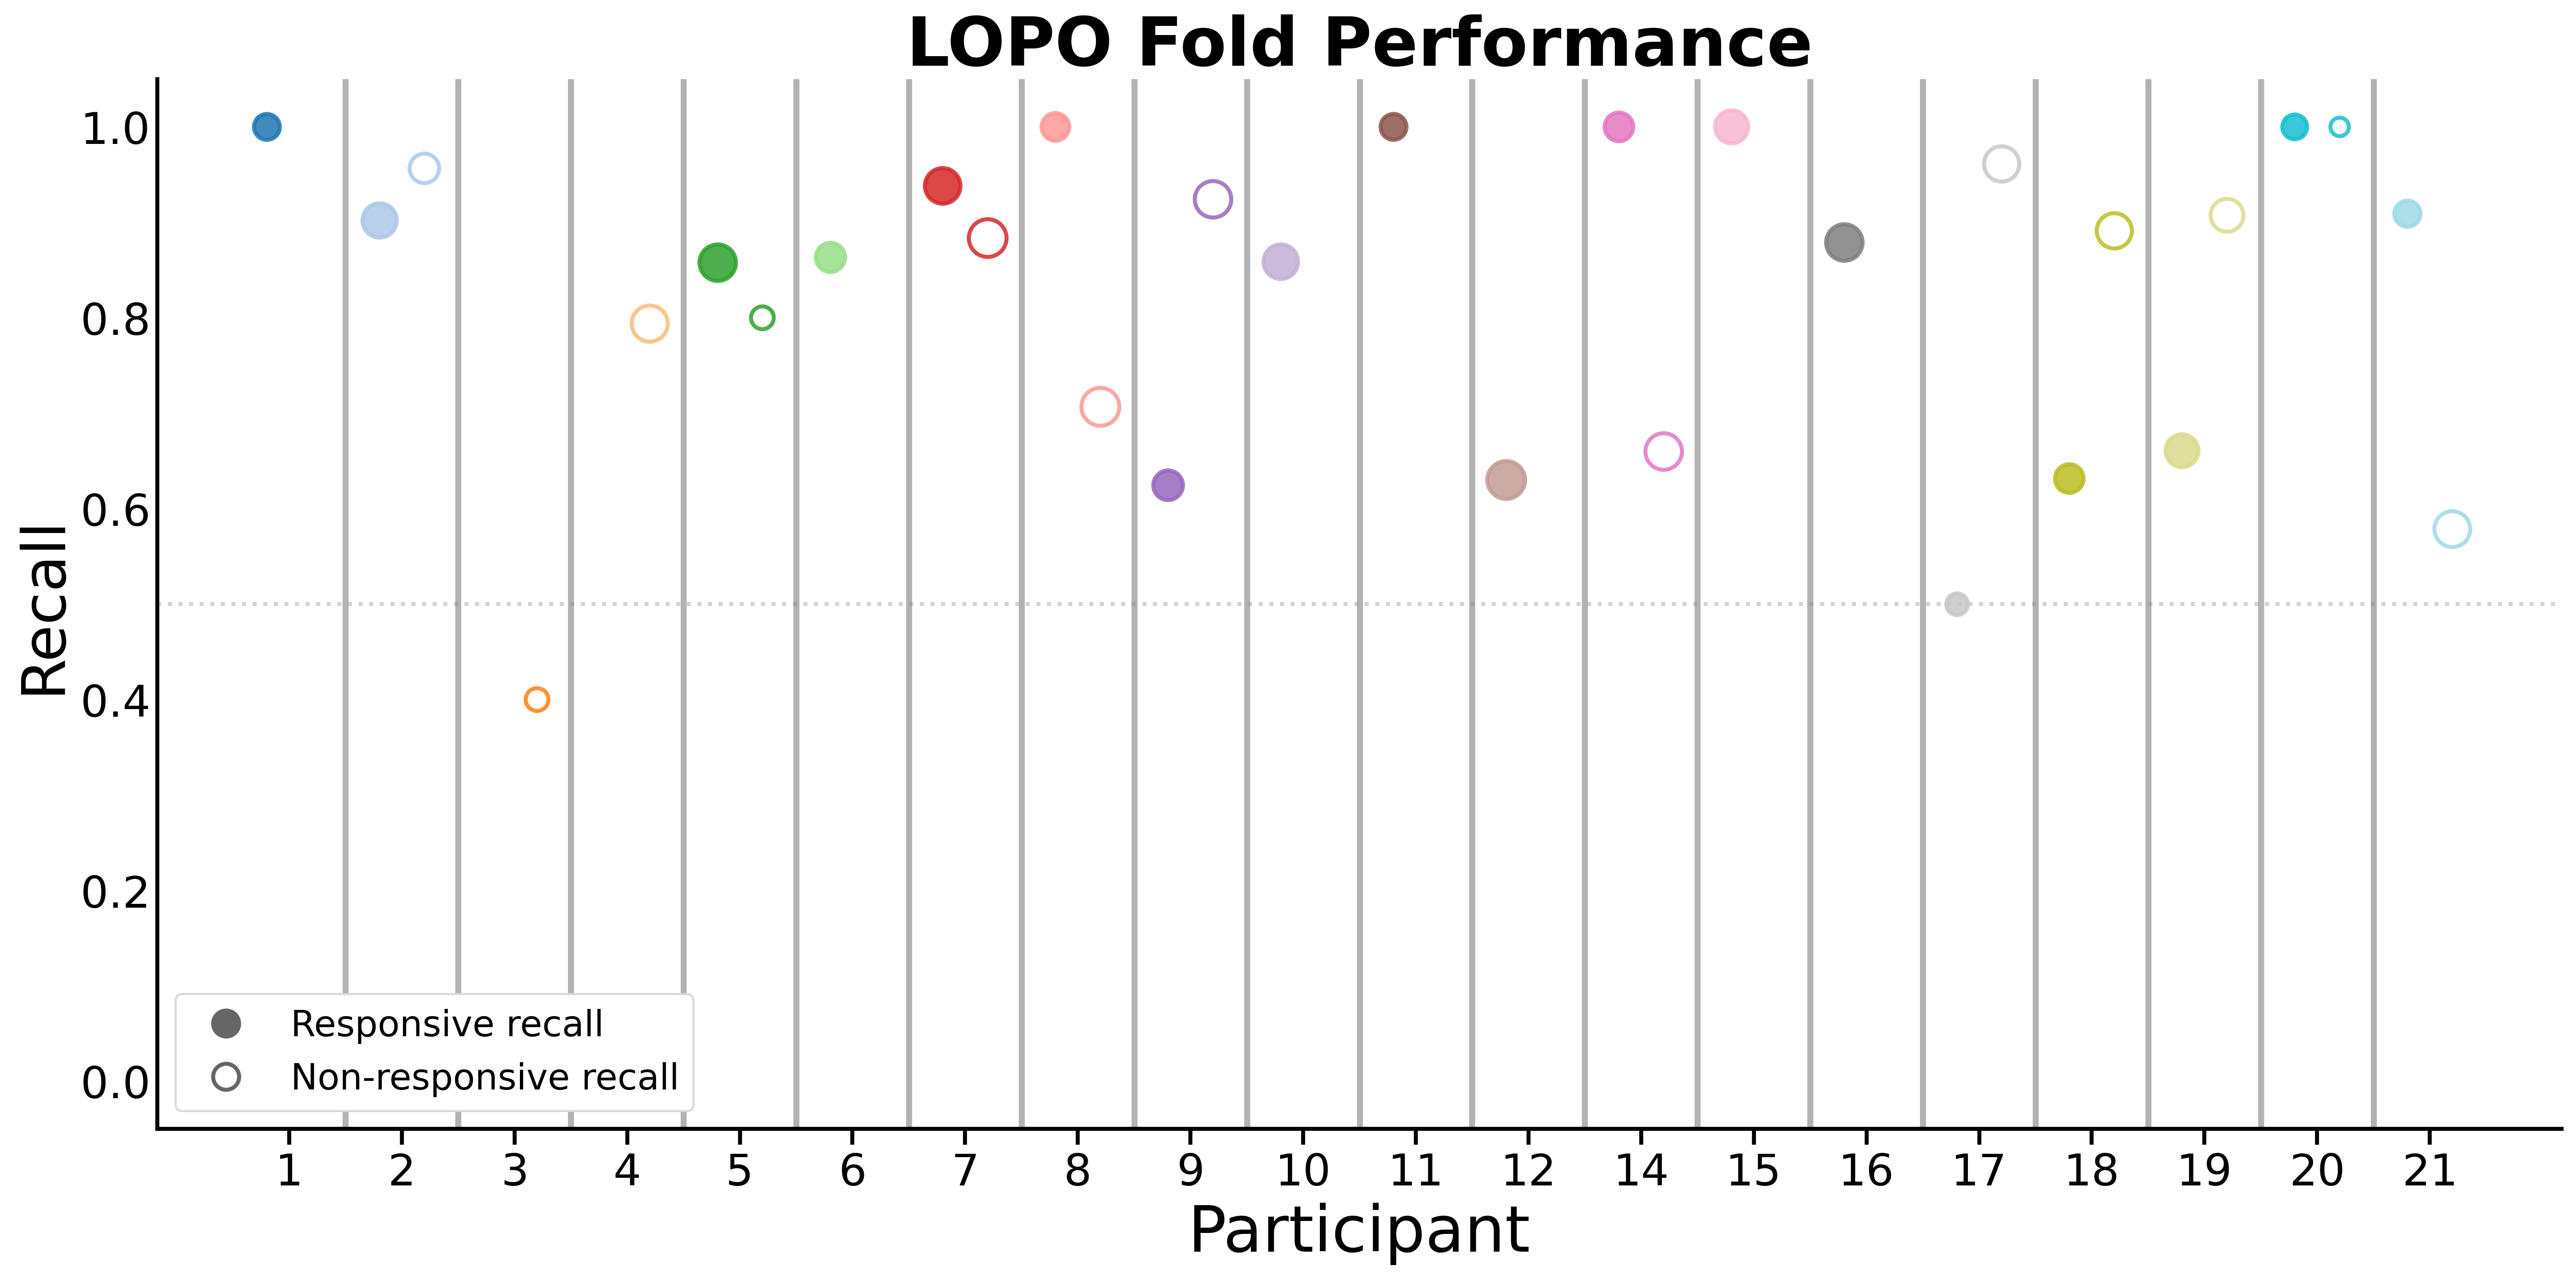 LOPO Fold Performance
Recall
1.0
0.8
0.6
0.4
0.2
0.0
Responsive recall
Non-responsive recall
1 2 3 4 5 6 7 8 9 10 11 12 14 15 16 17 18 19 20 21
Participant